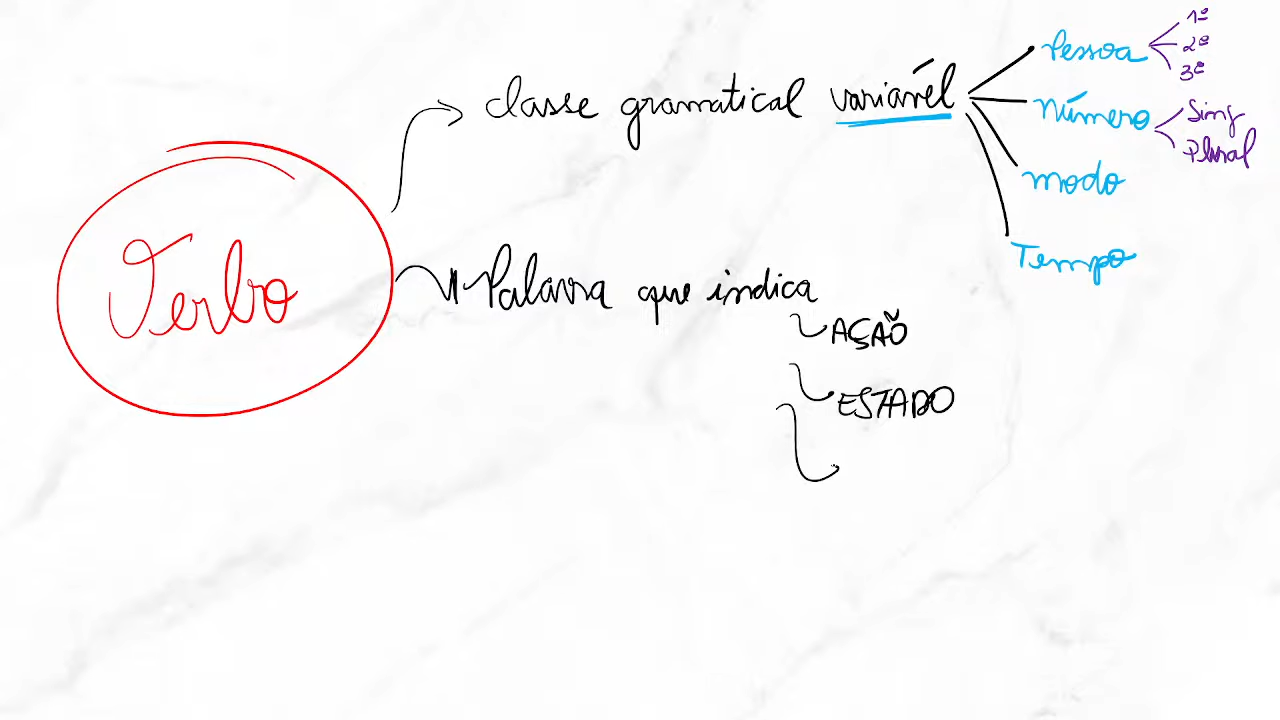 Verbo
classe gramatical variável
Pessoa
1ª
2ª
3ª
Número
Sing
Plural
modo
Tempo
Palavra que indica
AÇÃO
ESTADO